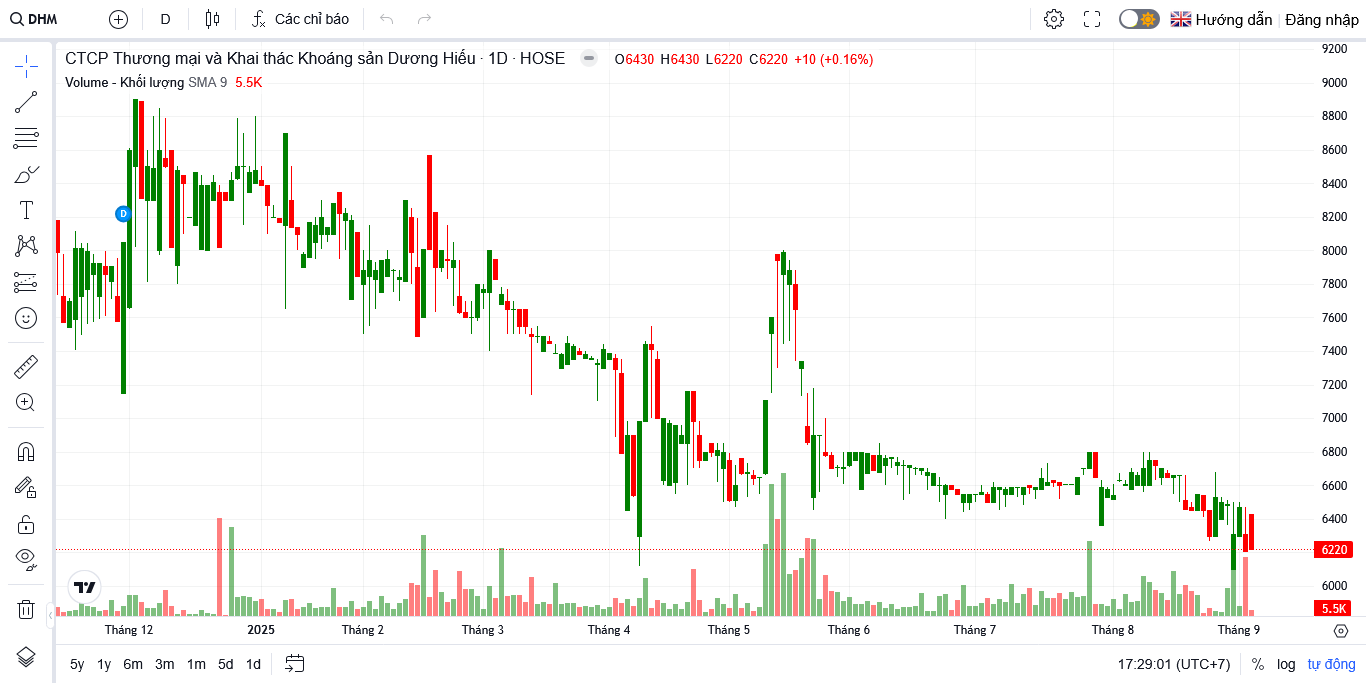 DHM D Các chỉ báo Hướng dẫn Đăng nhập
CTCP Thương mại và Khai thác Khoáng sản Dương Hiếu · 1D · HOSE O6430 H6430 L6220 C6220 +10 (+0.16%)
Volume - Khối lượng SMA 9 5.5K
9200
9000
8800
8600
8400
D
8200
8000
7800
7600
7400
7200
7000
6800
6600
6400
6220
6000
5.5K
Tháng 12 2025 Tháng 2 Tháng 3 Tháng 4 Tháng 5 Tháng 6 Tháng 7 Tháng 8 Tháng 9
5y 1y 6m 3m 1m 5d 1d 17:29:01 (UTC+7) % log tự động